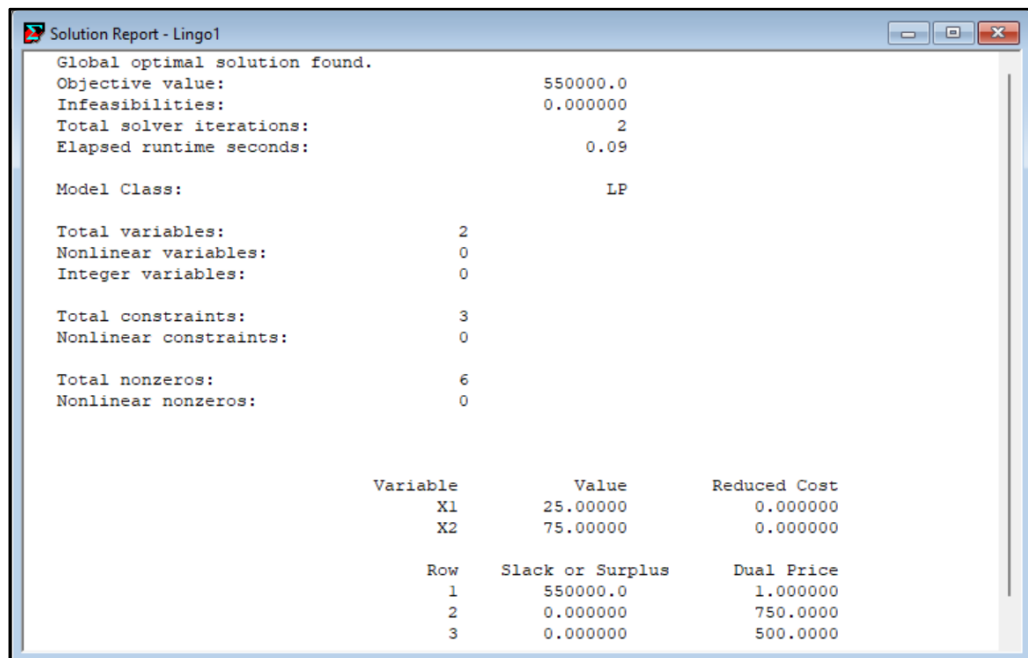 Solution Report - Lingo1
Global optimal solution found.
Objective value: 550000.0
Infeasibilities: 0.000000
Total solver iterations: 2
Elapsed runtime seconds: 0.09
Model Class: LP
Total variables: 2
Nonlinear variables: 0
Integer variables: 0
Total constraints: 3
Nonlinear constraints: 0
Total nonzeros: 6
Nonlinear nonzeros: 0
Variable Value Reduced Cost
X1 25.00000 0.000000
X2 75.00000 0.000000
Row Slack or Surplus Dual Price
1 550000.0 1.000000
2 0.000000 750.0000
3 0.000000 500.0000